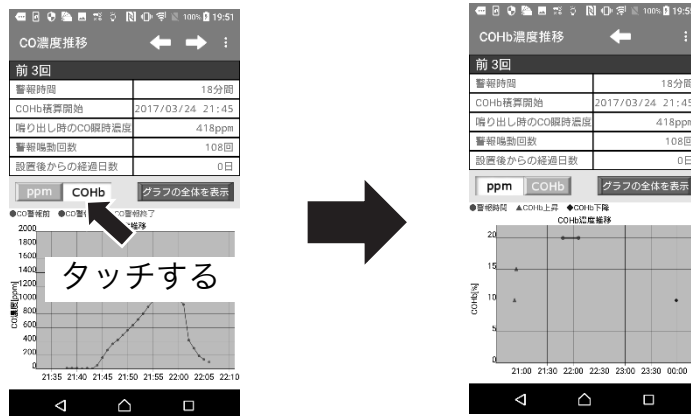 100% 19:51
CO濃度推移
前 3回
警報時間 18分間
COHb積算開始 2017/03/24 21:45
鳴り出し時のCO瞬時濃度 418ppm
警報鳴動回数 108回
設置後からの経過日数 0日
ppm COHb グラフの全体を表示
●CO警報前 ●CO警 CO警報終了
度推移
タッチする
CO濃度[ppm]
2000
1800
1600
1000
800
600
400
200
0
21:35 21:40 21:45 21:50 21:55 22:00 22:05 22:10
100% 19:5
COHb濃度推移
前 3回
警報時間 18分間
COHb積算開始 2017/03/24 21:45
鳴り出し時のCO瞬時濃度 418ppm
警報鳴動回数 108回
設置後からの経過日数 0日
ppm COHb グラフの全体を表示
●警報時間 ▲COHb上昇 ◆COHb下降
COHb濃度推移
COHb[%]
20
15
10
5
0
21:00 21:30 22:00 22:30 23:00 23:30 00:00